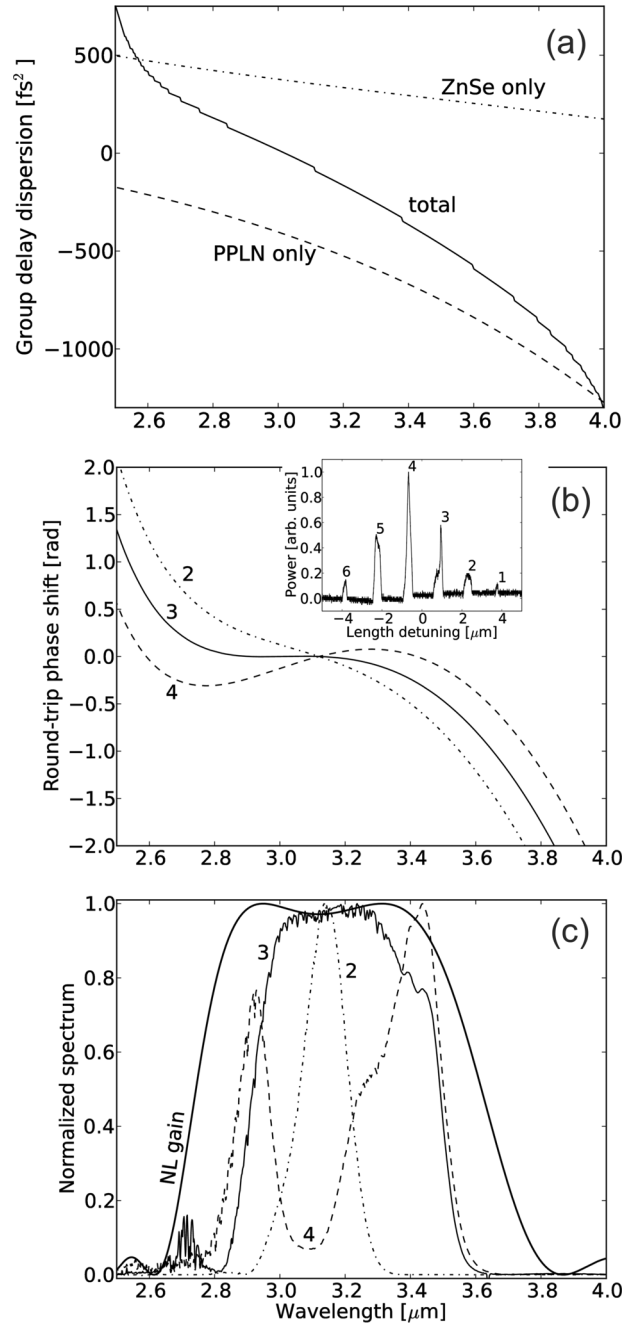 (a)
Group delay dispersion [fs²]
500
0
−500
−1000
ZnSe only
total
PPLN only
2.6 2.8 3.0 3.2 3.4 3.6 3.8 4.0
(b)
Round-trip phase shift [rad]
2.0
1.5
1.0
0.5
0.0
−0.5
−1.0
−1.5
−2.0
2
3
4
Power [arb. units]
1.0
0.8
0.6
0.4
0.2
0.0
6
5
4
3
2
1
−4 −2 0 2 4
Length detuning [μm]
2.6 2.8 3.0 3.2 3.4 3.6 3.8 4.0
(c)
Normalized spectrum
1.0
0.8
0.6
0.4
0.2
0.0
NL gain
3
2
4
2.6 2.8 3.0 3.2 3.4 3.6 3.8 4.0
Wavelength [μm]